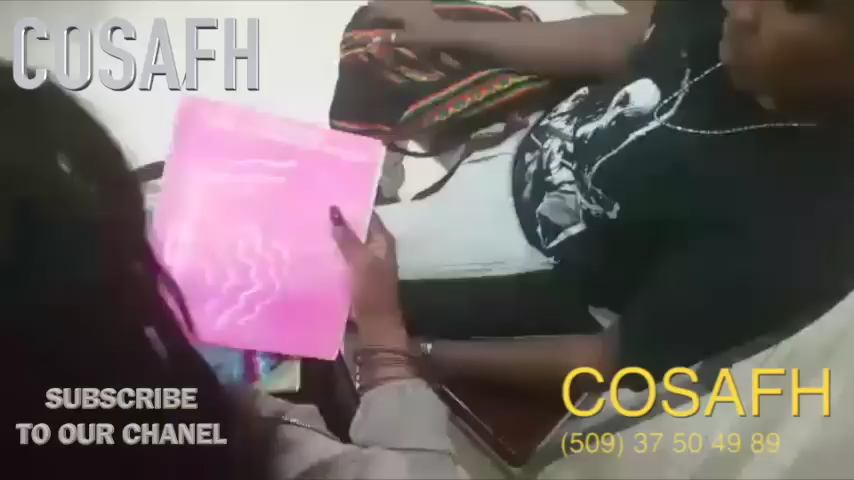 COSAFH
SUBSCRIBE
TO OUR CHANEL
COSAFH
(509) 37 50 49 89